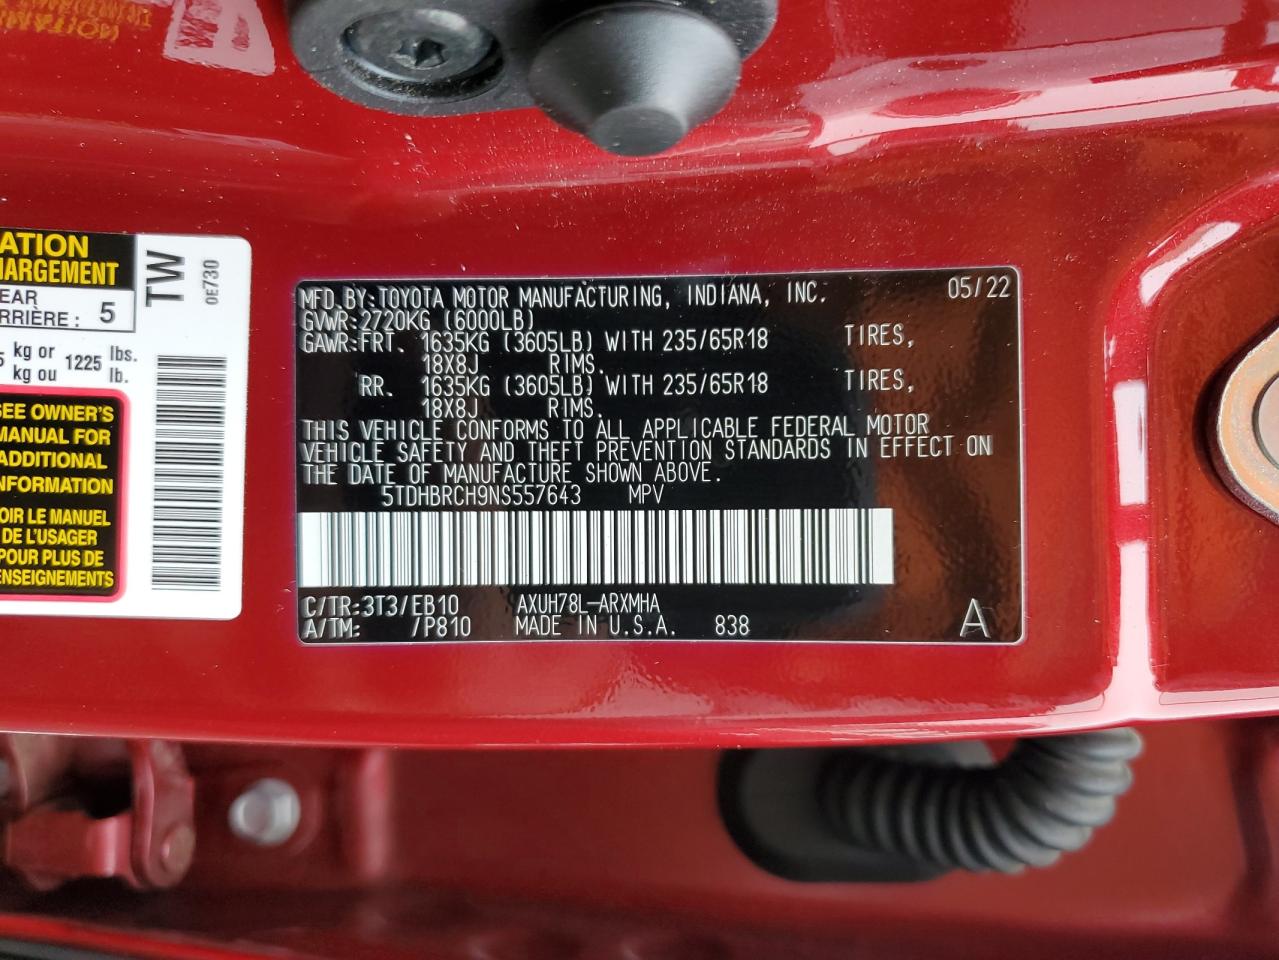 ATION
HARGEMENT
EAR
RRIÈRE : 5
5 kg or 1225 lbs.
kg ou lb.
SEE OWNER'S
MANUAL FOR
ADDITIONAL
NFORMATION
OIR LE MANUEL
DE L'USAGER
POUR PLUS DE
ENSEIGNEMENTS
TW
0E730
MFD.BY:TOYOTA MOTOR MANUFACTURING, INDIANA, INC. 05/22
GVWR:2720KG (6000LB)
GAWR:FRT. 1635KG (3605LB) WITH 235/65R18 TIRES,
18X8J RIMS.
RR. 1635KG (3605LB) WITH 235/65R18 TIRES,
18X8J RIMS.
THIS VEHICLE CONFORMS TO ALL APPLICABLE FEDERAL MOTOR
VEHICLE SAFETY AND THEFT PREVENTION STANDARDS IN EFFECT ON
THE DATE OF MANUFACTURE SHOWN ABOVE.
5TDHBRCH9NS557643 MPV
C/TR:3T3/EB10 AXUH78L-ARXMHA
A/TM: /P810 MADE IN U.S.A. 838 A